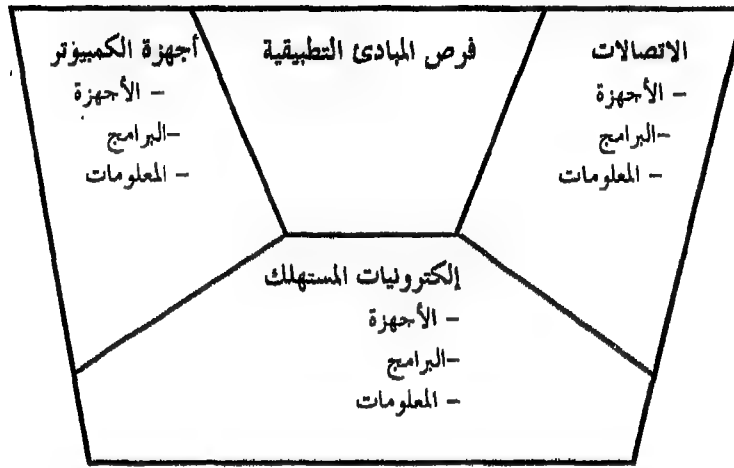 الاتصالات
- الأجهزة
-البرامج
- المعلومات
فرص المبادئ التطبيقية
أجهزة الكمبيوتر
- الأجهزة
-البرامج
- المعلومات
إلكترونيات المستهلك
- الأجهزة
-البرامج
- المعلومات